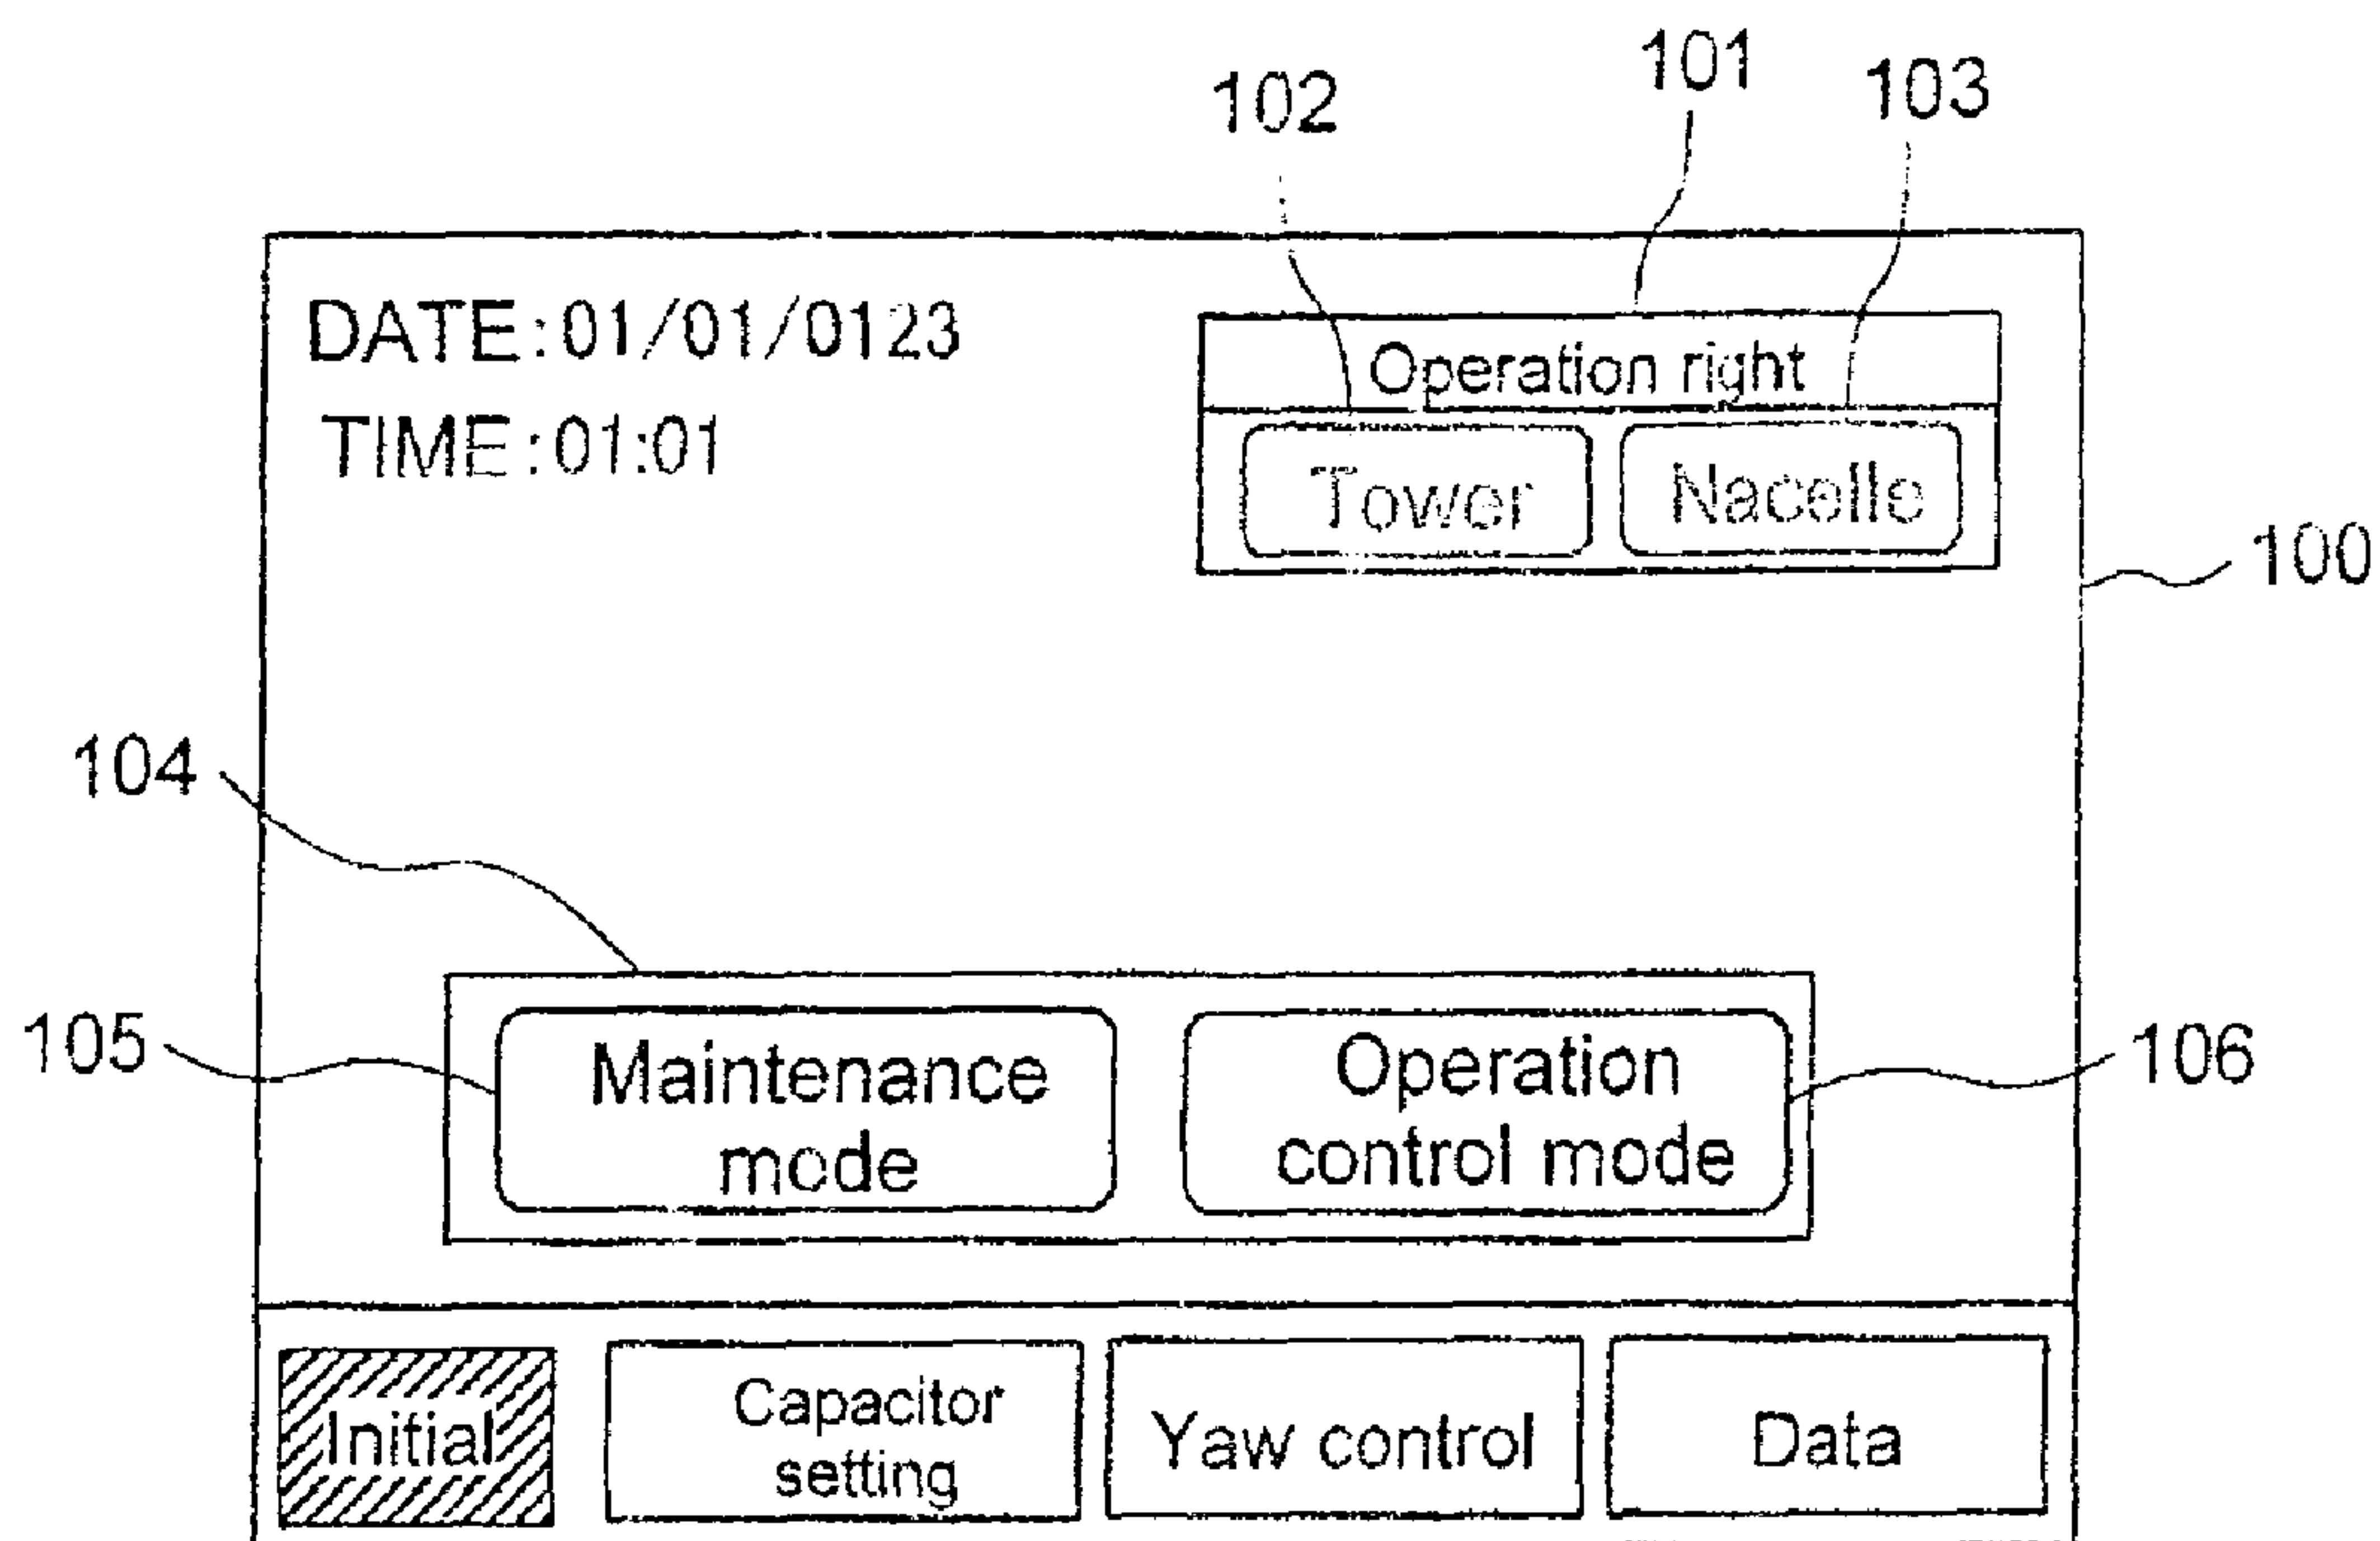 101
102
103
DATE:01/01/0123
Operation right
TIME:01:01
Tower
Nacelle
100
104
105
Maintenance
mode
Operation
control mode
106
Initial
Capacitor
setting
Yaw control
Data